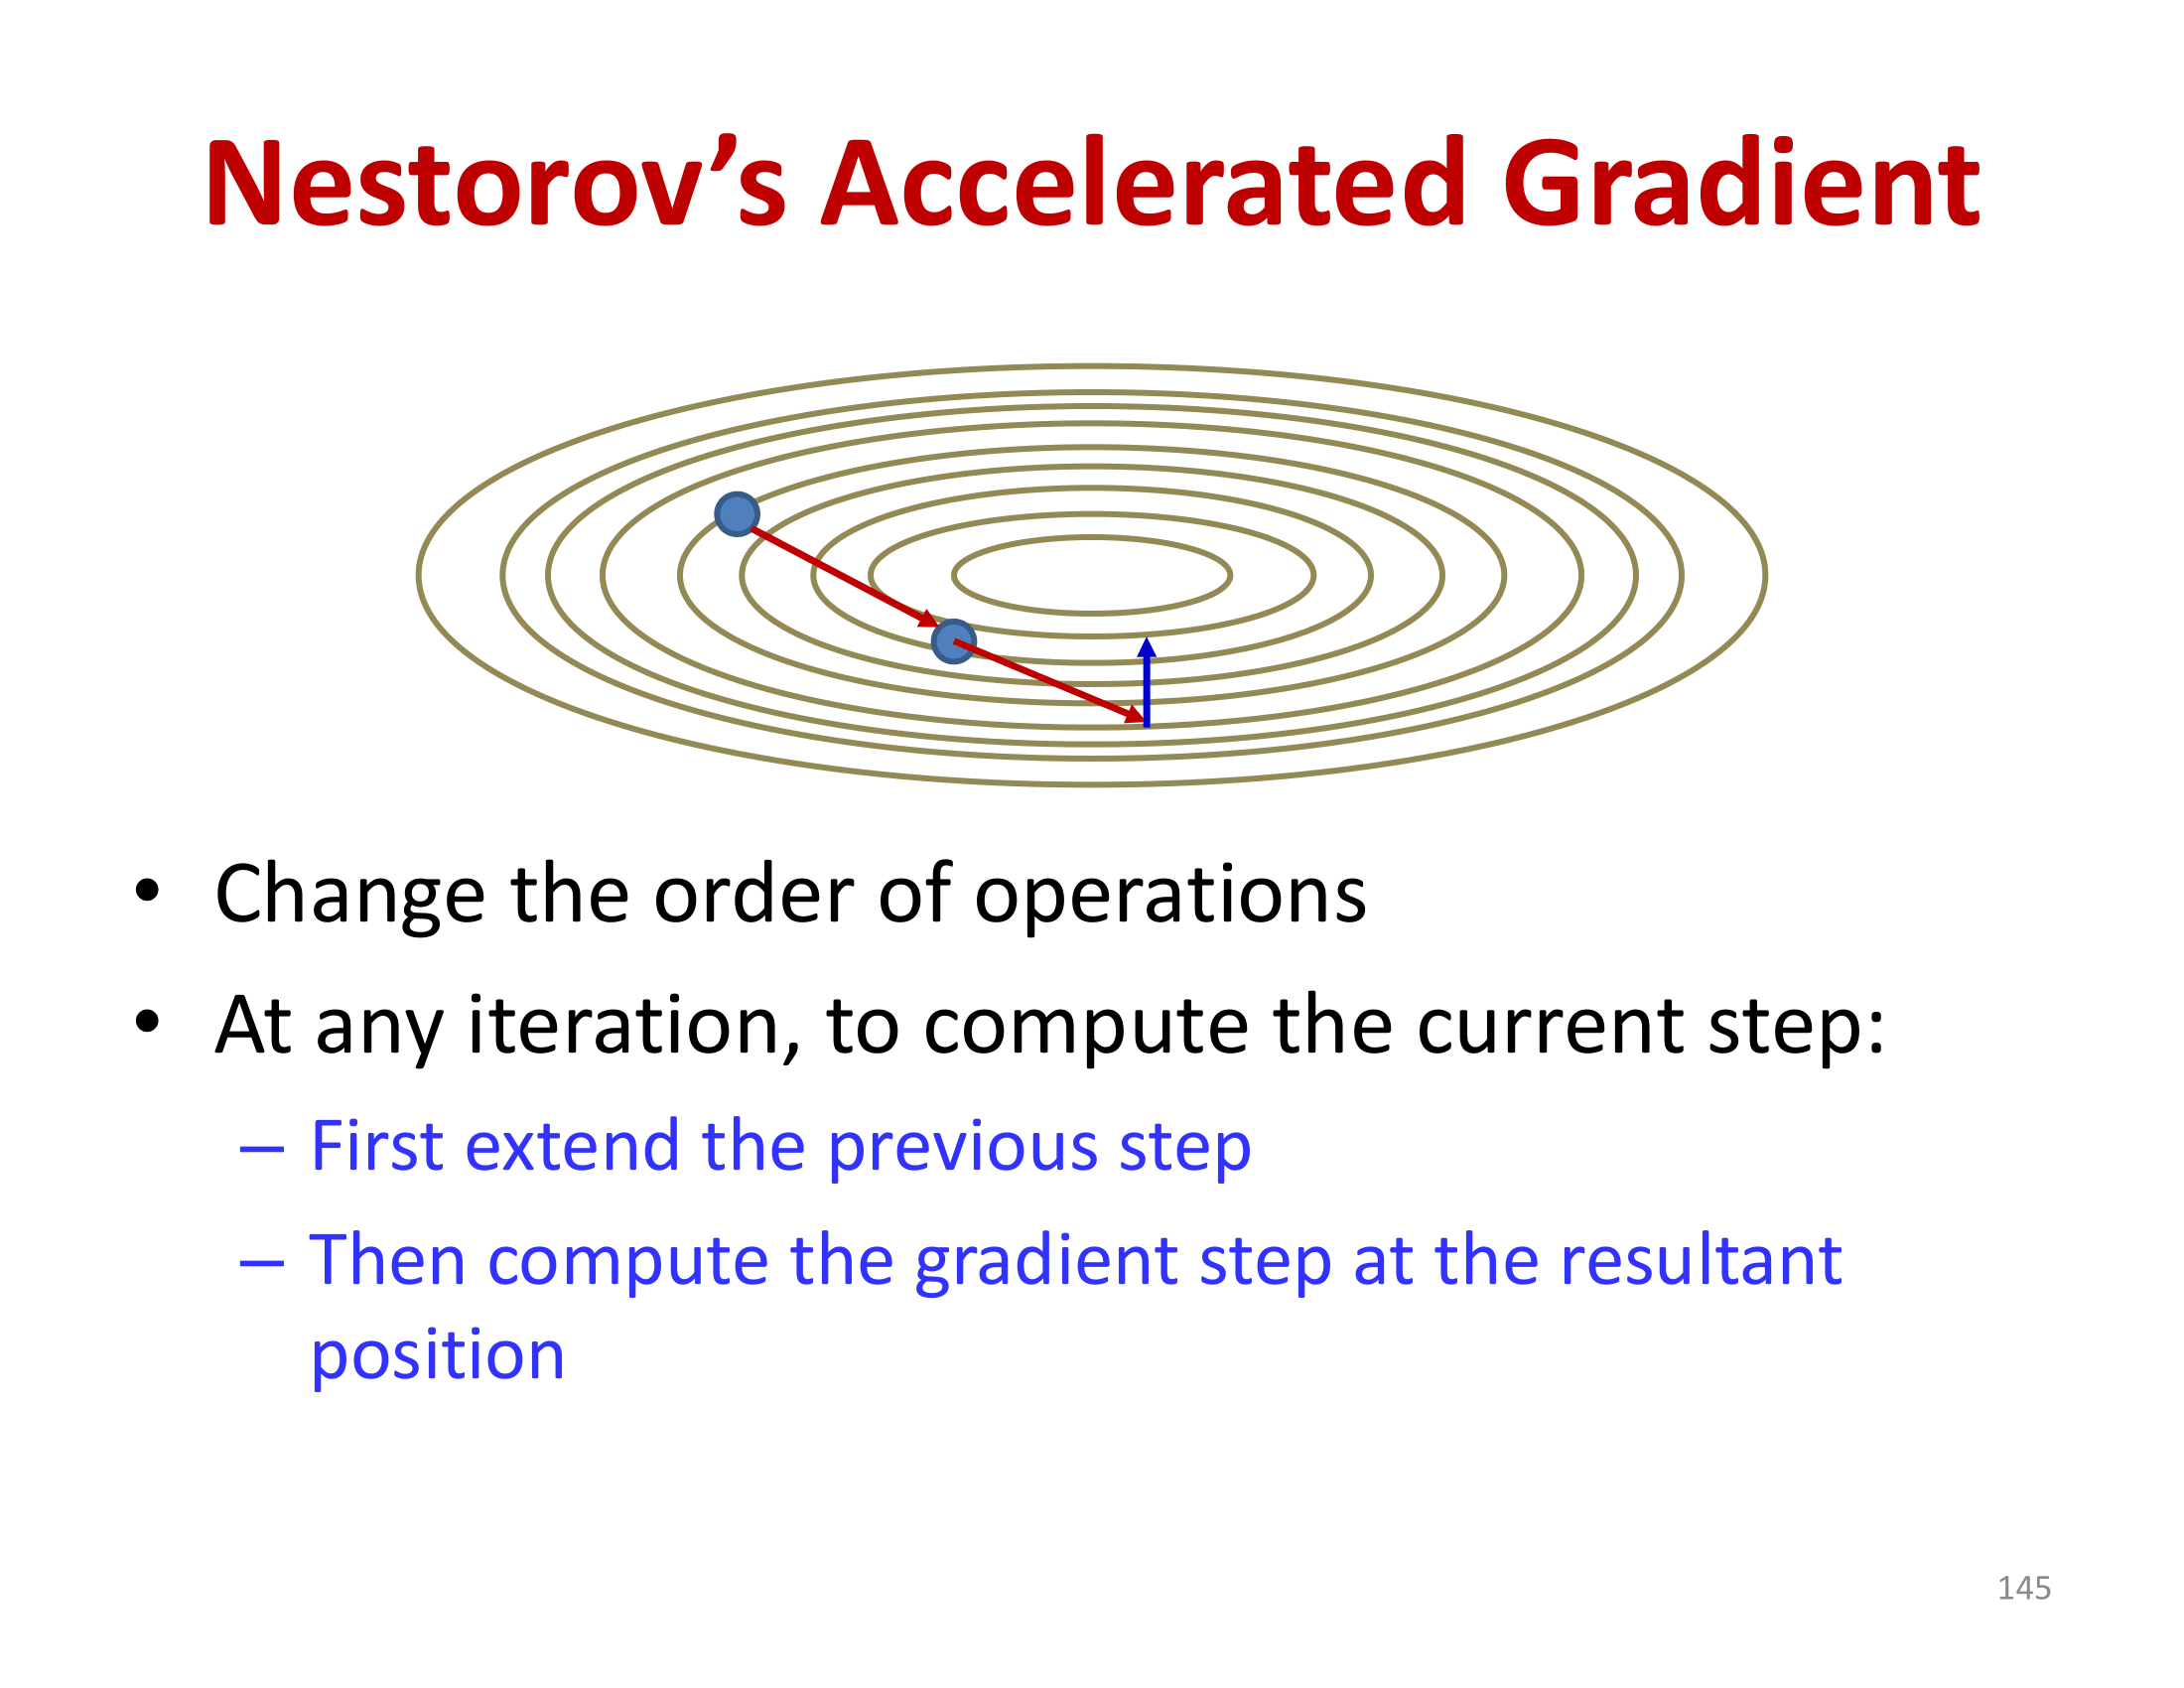 Nestorov’s Accelerated Gradient
• Change the order of operations
• At any iteration, to compute the current step:
– First extend the previous step
– Then compute the gradient step at the resultant
position
145